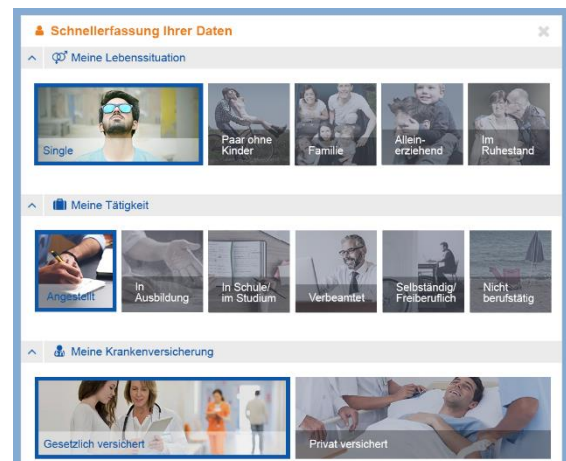 Schnellerfassung Ihrer Daten
Meine Lebenssituation
Single
Paar ohne
Kinder
Familie
Allein-
erziehend
Im
Ruhestand
Meine Tätigkeit
Angestellt
In
Ausbildung
In Schule/
im Studium
Verbeamtet
Selbständig/
Freiberuflich
Nicht
berufstätig
Meine Krankenversicherung
Gesetzlich versichert
Privat versichert